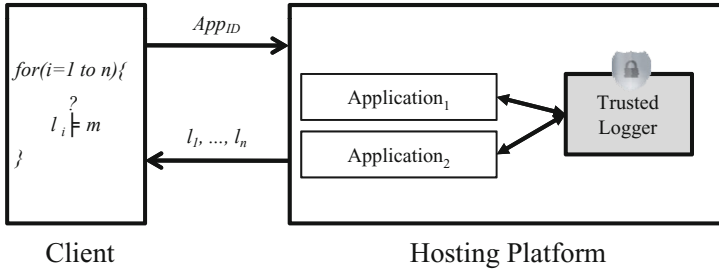 App_ID
for(i=1 to n){
?
l_i ⊧ m
}
l_1, ..., l_n
Application_1
Application_2
Trusted
Logger
Client
Hosting Platform